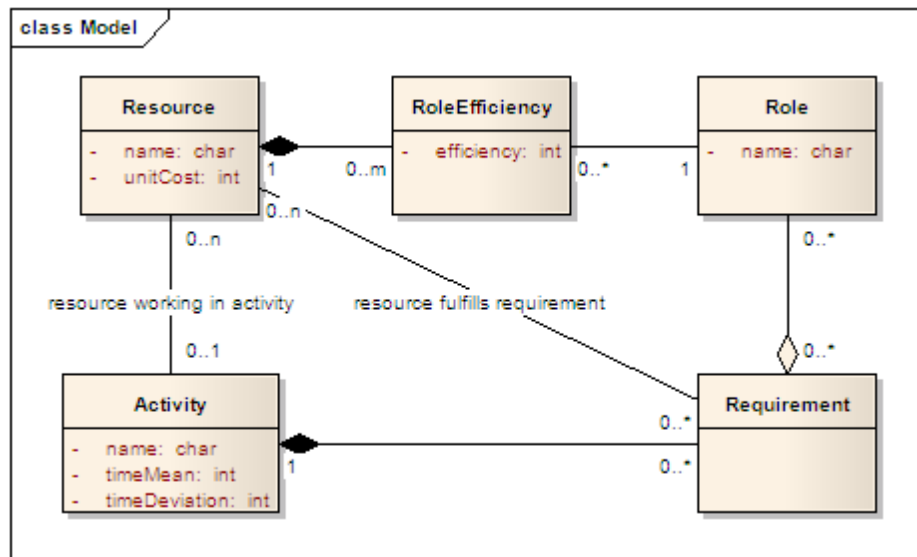 class Model
Resource
- name: char
- unitCost: int
RoleEfficiency
- efficiency: int
Role
- name: char
1
0..m
0..*
1
0..n
0..n
0..*
resource working in activity
resource fulfills requirement
0..1
0..*
Activity
- name: char
- timeMean: int
- timeDeviation: int
Requirement
0..*
1
0..*